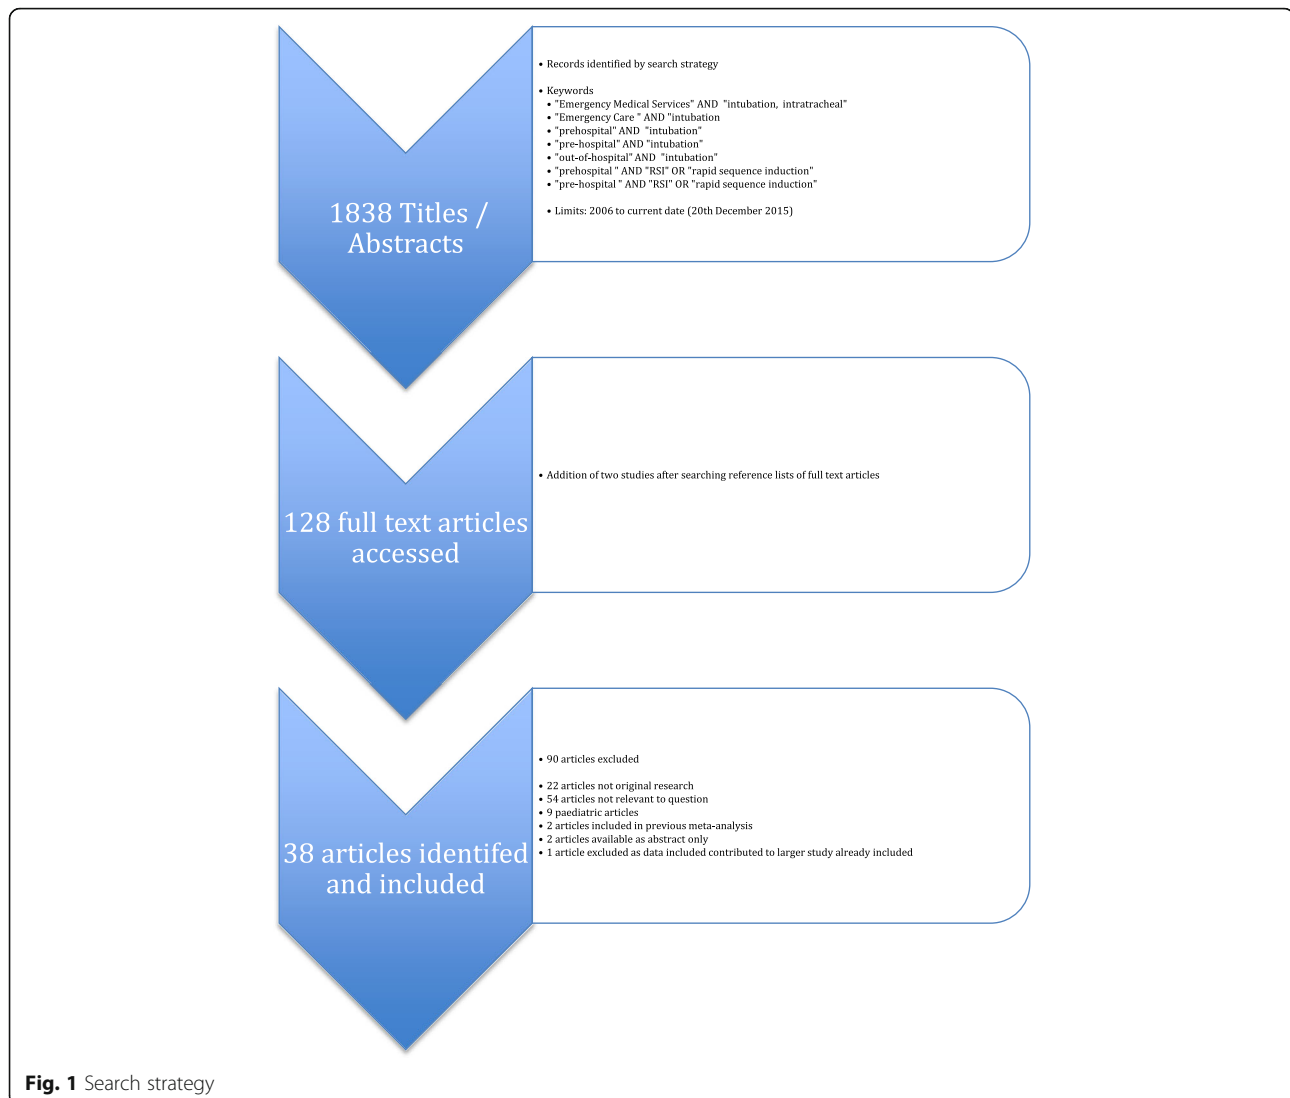 1838 Titles /
Abstracts
• Records identified by search strategy
• Keywords
• "Emergency Medical Services" AND "intubation, intratracheal"
• "Emergency Care " AND "intubation
• "prehospital" AND "intubation"
• "pre-hospital" AND "intubation"
• "out-of-hospital" AND "intubation"
• "prehospital " AND "RSI" OR "rapid sequence induction"
• "pre-hospital " AND "RSI" OR "rapid sequence induction"
• Limits: 2006 to current date (20th December 2015)
128 full text articles
accessed
• Addition of two studies after searching reference lists of full text articles
38 articles identifed
and included
• 90 articles excluded
• 22 articles not original research
• 54 articles not relevant to question
• 9 paediatric articles
• 2 articles included in previous meta-analysis
• 2 articles available as abstract only
• 1 article excluded as data included contributed to larger study already included
Fig. 1 Search strategy